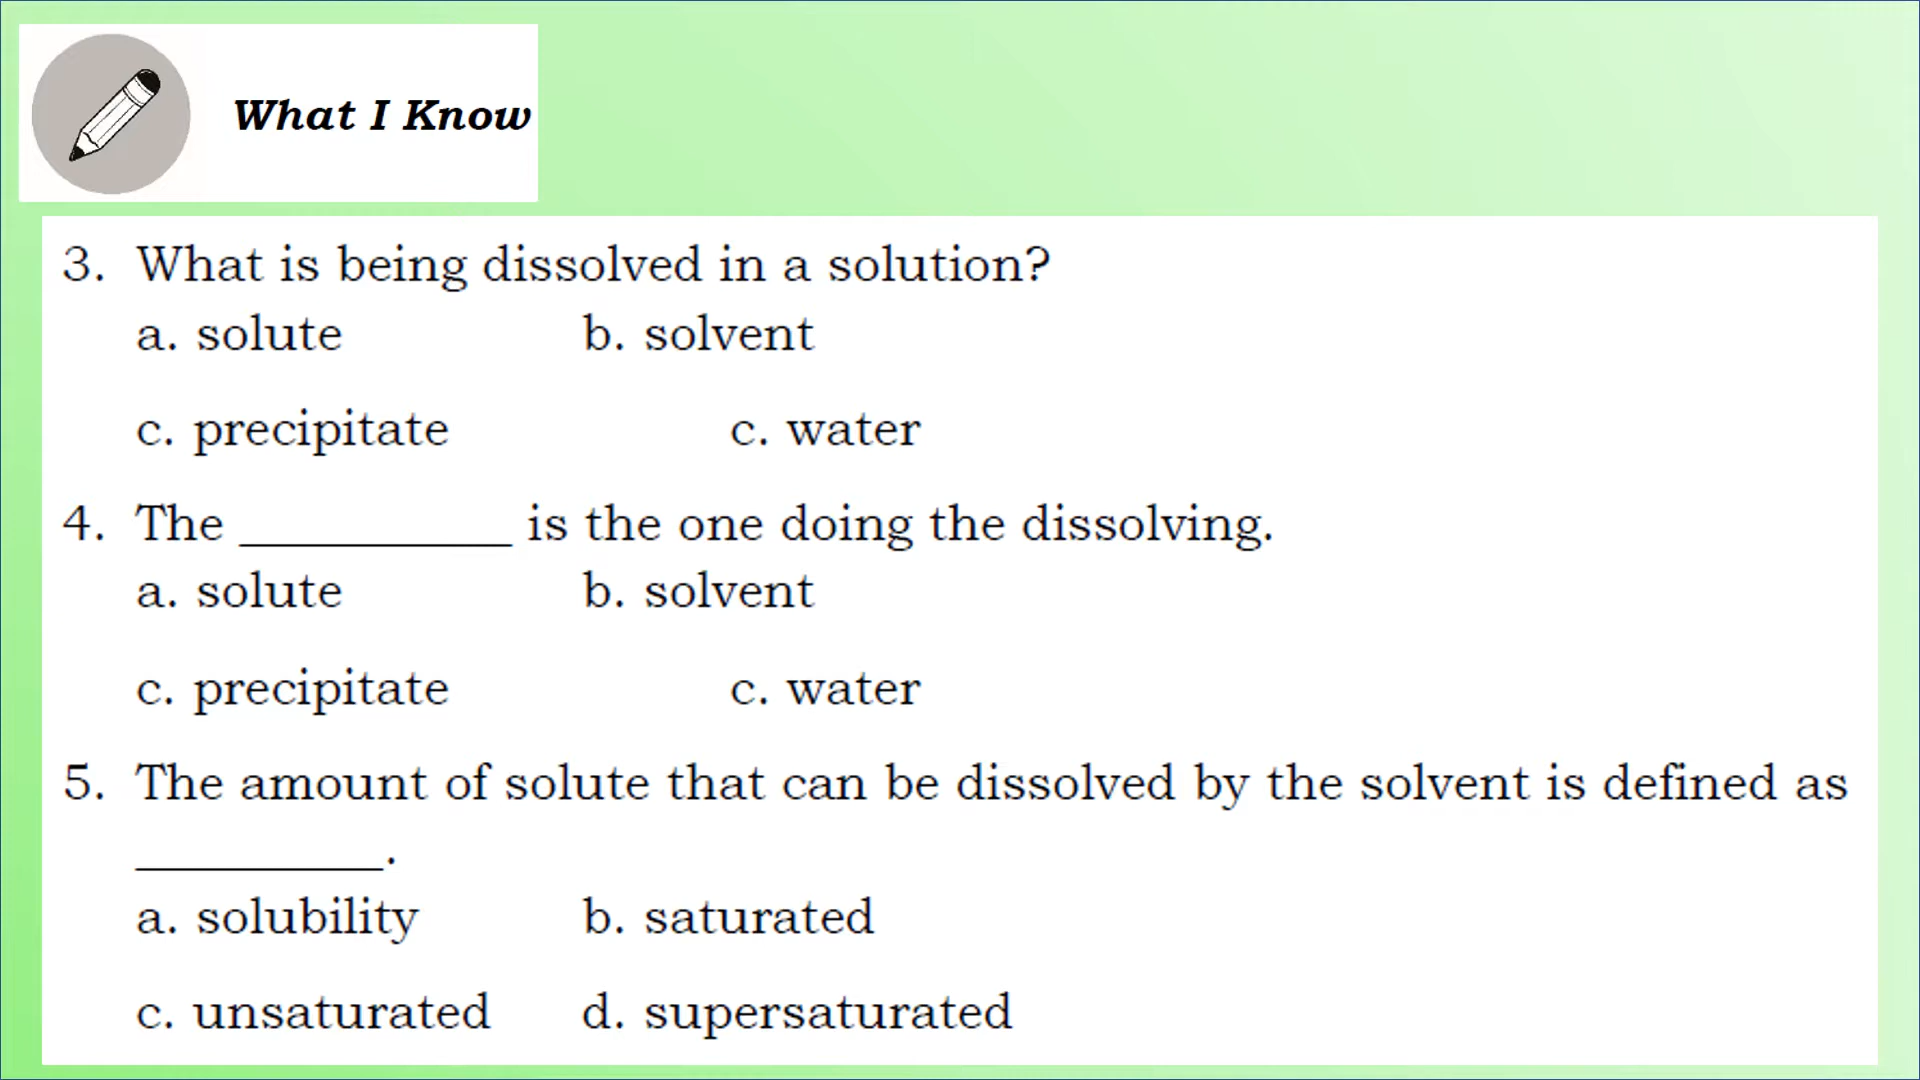 What I Know
3. What is being dissolved in a solution?
a. solute b. solvent
c. precipitate c. water
4. The ___________ is the one doing the dissolving.
a. solute b. solvent
c. precipitate c. water
5. The amount of solute that can be dissolved by the solvent is defined as
__________.
a. solubility b. saturated
c. unsaturated d. supersaturated